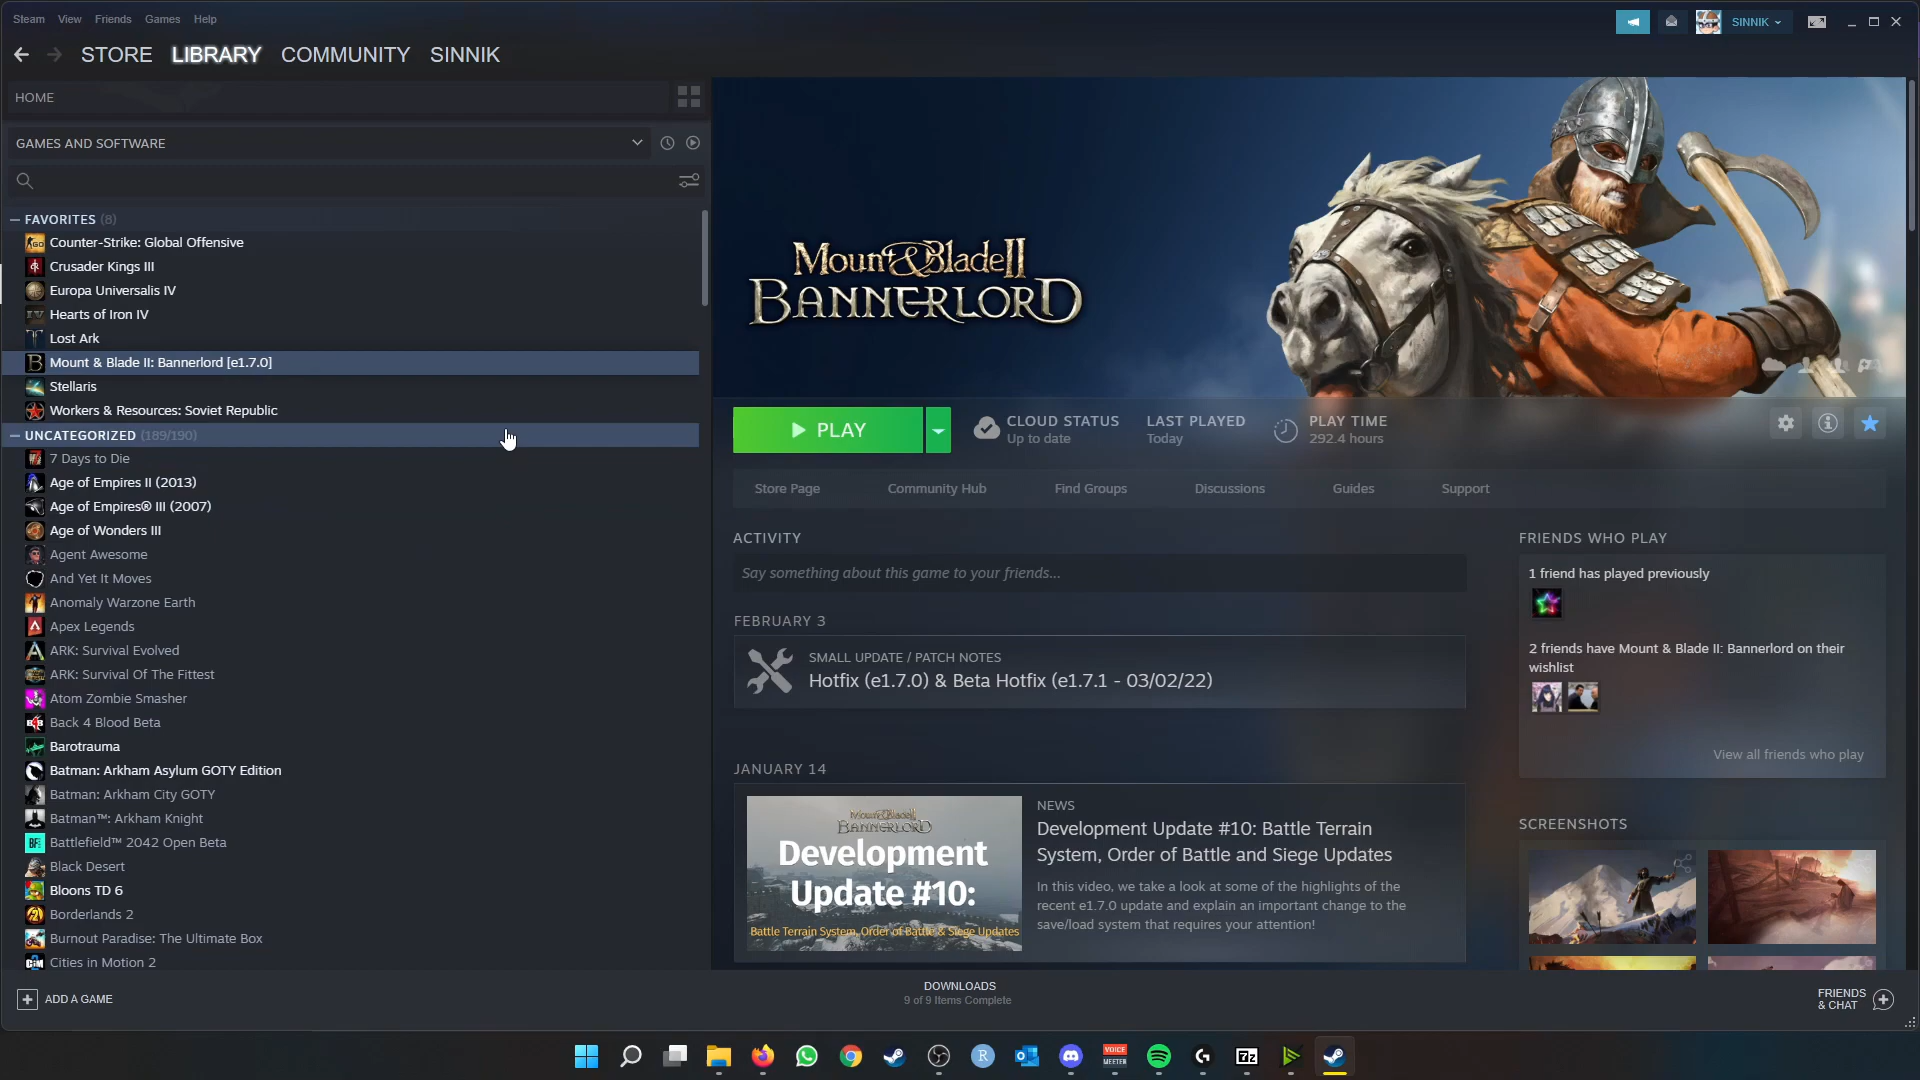 Steam View Friends Games Help
SINNIK
STORE LIBRARY COMMUNITY SINNIK
HOME
GAMES AND SOFTWARE
FAVORITES (8)
Counter-Strike: Global Offensive
Crusader Kings III
Europa Universalis IV
Hearts of Iron IV
Lost Ark
Mount & Blade II: Bannerlord [e1.7.0]
Stellaris
Workers & Resources: Soviet Republic
UNCATEGORIZED (189/190)
7 Days to Die
Age of Empires II (2013)
Age of Empires® III (2007)
Age of Wonders III
Agent Awesome
And Yet It Moves
Anomaly Warzone Earth
Apex Legends
ARK: Survival Evolved
ARK: Survival Of The Fittest
Atom Zombie Smasher
Back 4 Blood Beta
Barotrauma
Batman: Arkham Asylum GOTY Edition
Batman: Arkham City GOTY
Batman™: Arkham Knight
Battlefield™ 2042 Open Beta
Black Desert
Bloons TD 6
Borderlands 2
Burnout Paradise: The Ultimate Box
Cities in Motion 2
Mount & Blade II
BANNERLORD
PLAY
CLOUD STATUS
Up to date
LAST PLAYED
Today
PLAY TIME
292.4 hours
Store Page Community Hub Find Groups Discussions Guides Support
ACTIVITY
Say something about this game to your friends...
FEBRUARY 3
SMALL UPDATE / PATCH NOTES
Hotfix (e1.7.0) & Beta Hotfix (e1.7.1 - 03/02/22)
JANUARY 14
Mount & Blade II
BANNERLORD
Development
Update #10:
Battle Terrain System, Order of Battle & Siege Updates
NEWS
Development Update #10: Battle Terrain
System, Order of Battle and Siege Updates
In this video, we take a look at some of the highlights of the
recent e1.7.0 update and explain an important change to the
save/load system that requires your attention!
FRIENDS WHO PLAY
1 friend has played previously
2 friends have Mount & Blade II: Bannerlord on their
wishlist
View all friends who play
SCREENSHOTS
ADD A GAME
DOWNLOADS
9 of 9 Items Complete
FRIENDS
& CHAT
R
VOICE
MEETER
7z